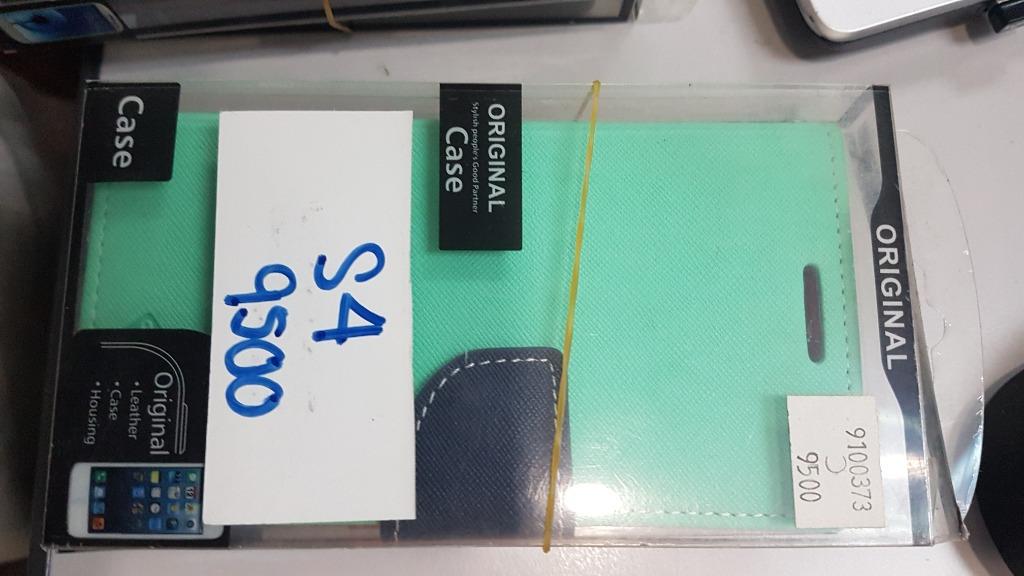 Case
S4
9500
ORIGINAL
Stylish people's Good Partner
Case
ORIGINAL
Original
• Leather
• Case
• Housing
9100373
9500